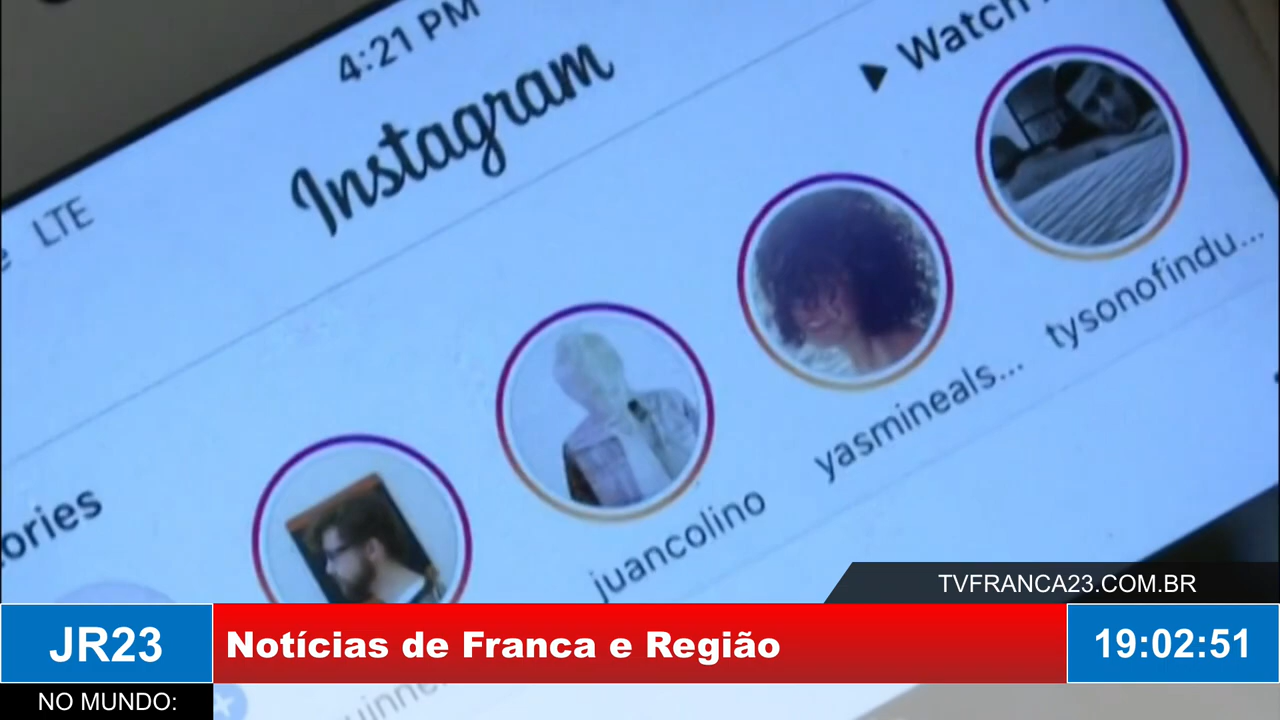 4:21 PM
LTE
Instagram
Watch
tysonofindu...
yasmineals...
juancolino
ories
TVFRANCA23.COM.BR
JR23
Notícias de Franca e Região
19:02:51
NO MUNDO: